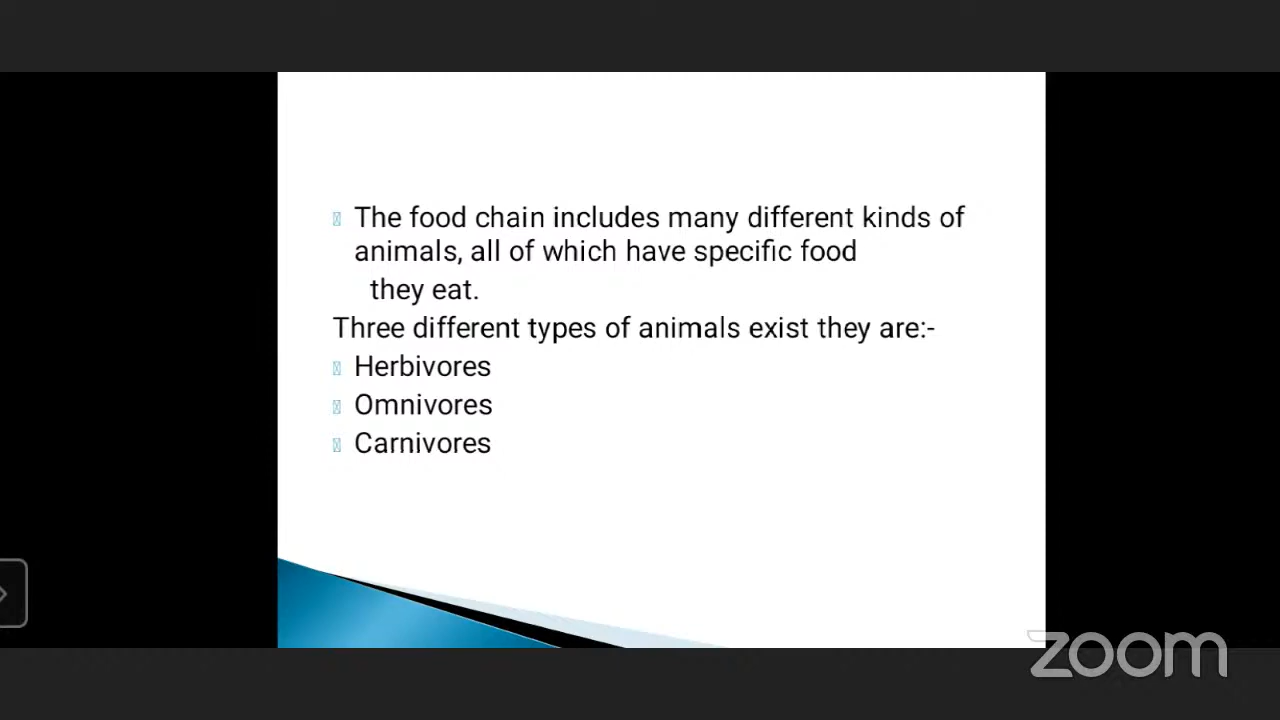 The food chain includes many different kinds of
animals, all of which have specific food
they eat.
Three different types of animals exist they are:-
Herbivores
Omnivores
Carnivores
zoom